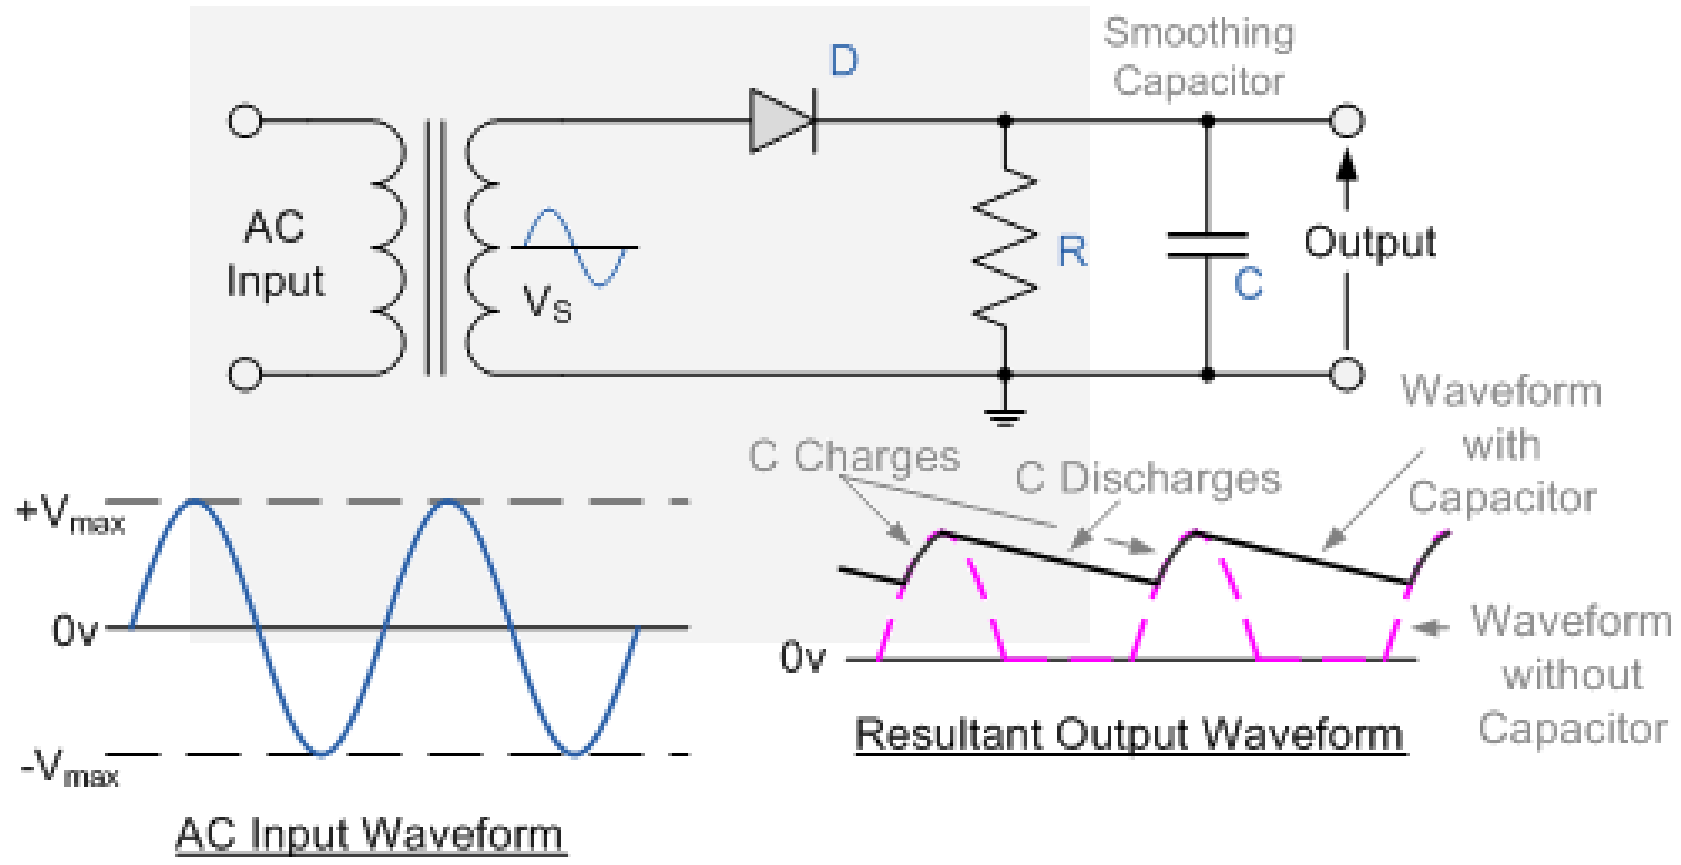 Smoothing
Capacitor
D
AC
Input
VS
R
C
Output
Waveform
with
Capacitor
C Charges
C Discharges
+Vmax
0v
-Vmax
AC Input Waveform
0v
Waveform
without
Capacitor
Resultant Output Waveform